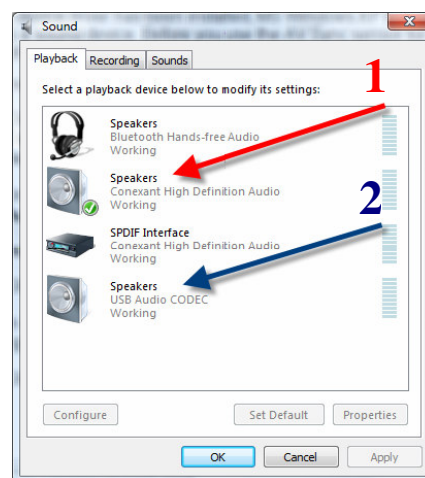 Sound
Playback Recording Sounds
Select a playback device below to modify its settings:
1
Speakers
Bluetooth Hands-free Audio
Working
Speakers
Conexant High Definition Audio
Working
2
SPDIF Interface
Conexant High Definition Audio
Working
Speakers
USB Audio CODEC
Working
Configure Set Default Properties
OK Cancel Apply